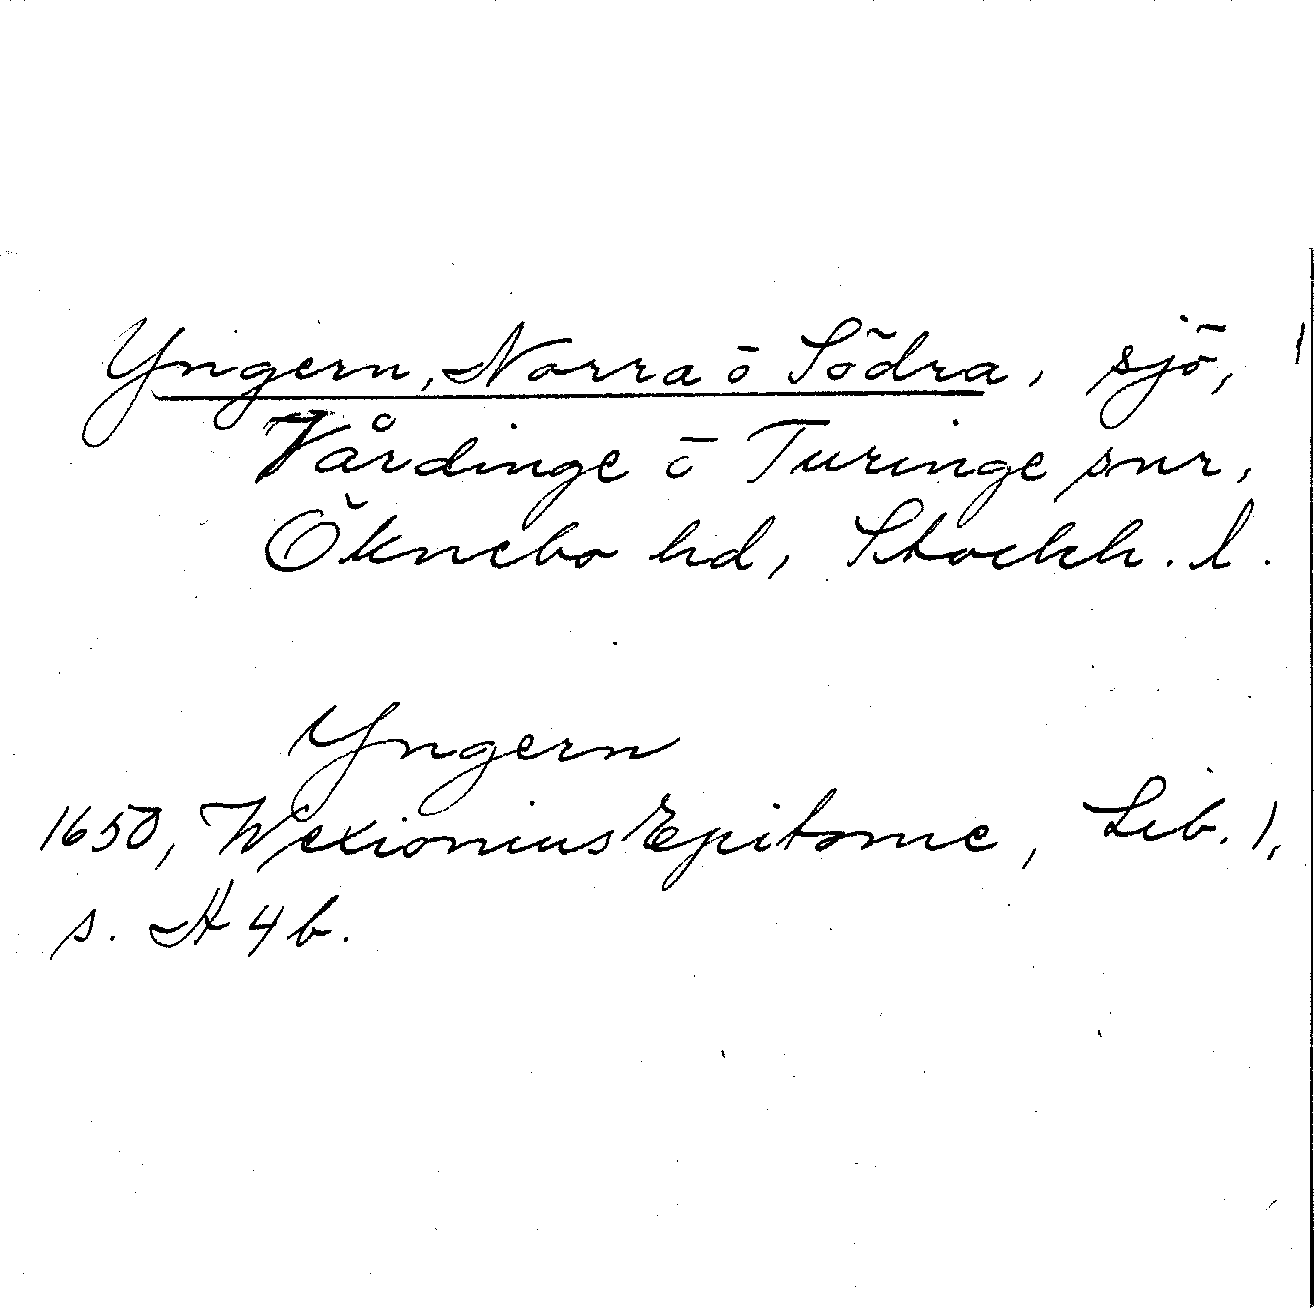 Yngern, Norra ö Södra, sjö,
Vårdinge ö Turinge snr,
Öknebo hd, Stockh. l.
Yngern
1650, Wexionius Epitome, Lib. 1,
s. H 4 b.